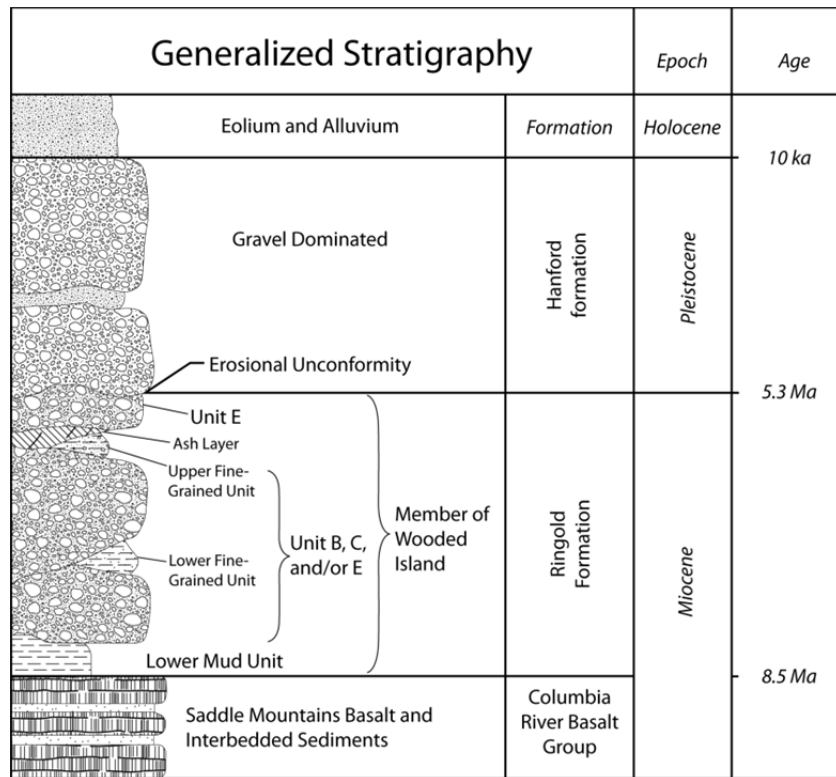 Generalized Stratigraphy
Epoch
Age
Eolium and Alluvium
Formation
Holocene
10 ka
Gravel Dominated
Hanford
formation
Pleistocene
Erosional Unconformity
5.3 Ma
Unit E
Ash Layer
Upper Fine-
Grained Unit
Lower Fine-
Grained Unit
Unit B, C,
and/or E
Member of
Wooded
Island
Ringold
Formation
Miocene
Lower Mud Unit
8.5 Ma
Saddle Mountains Basalt and
Interbedded Sediments
Columbia
River Basalt
Group